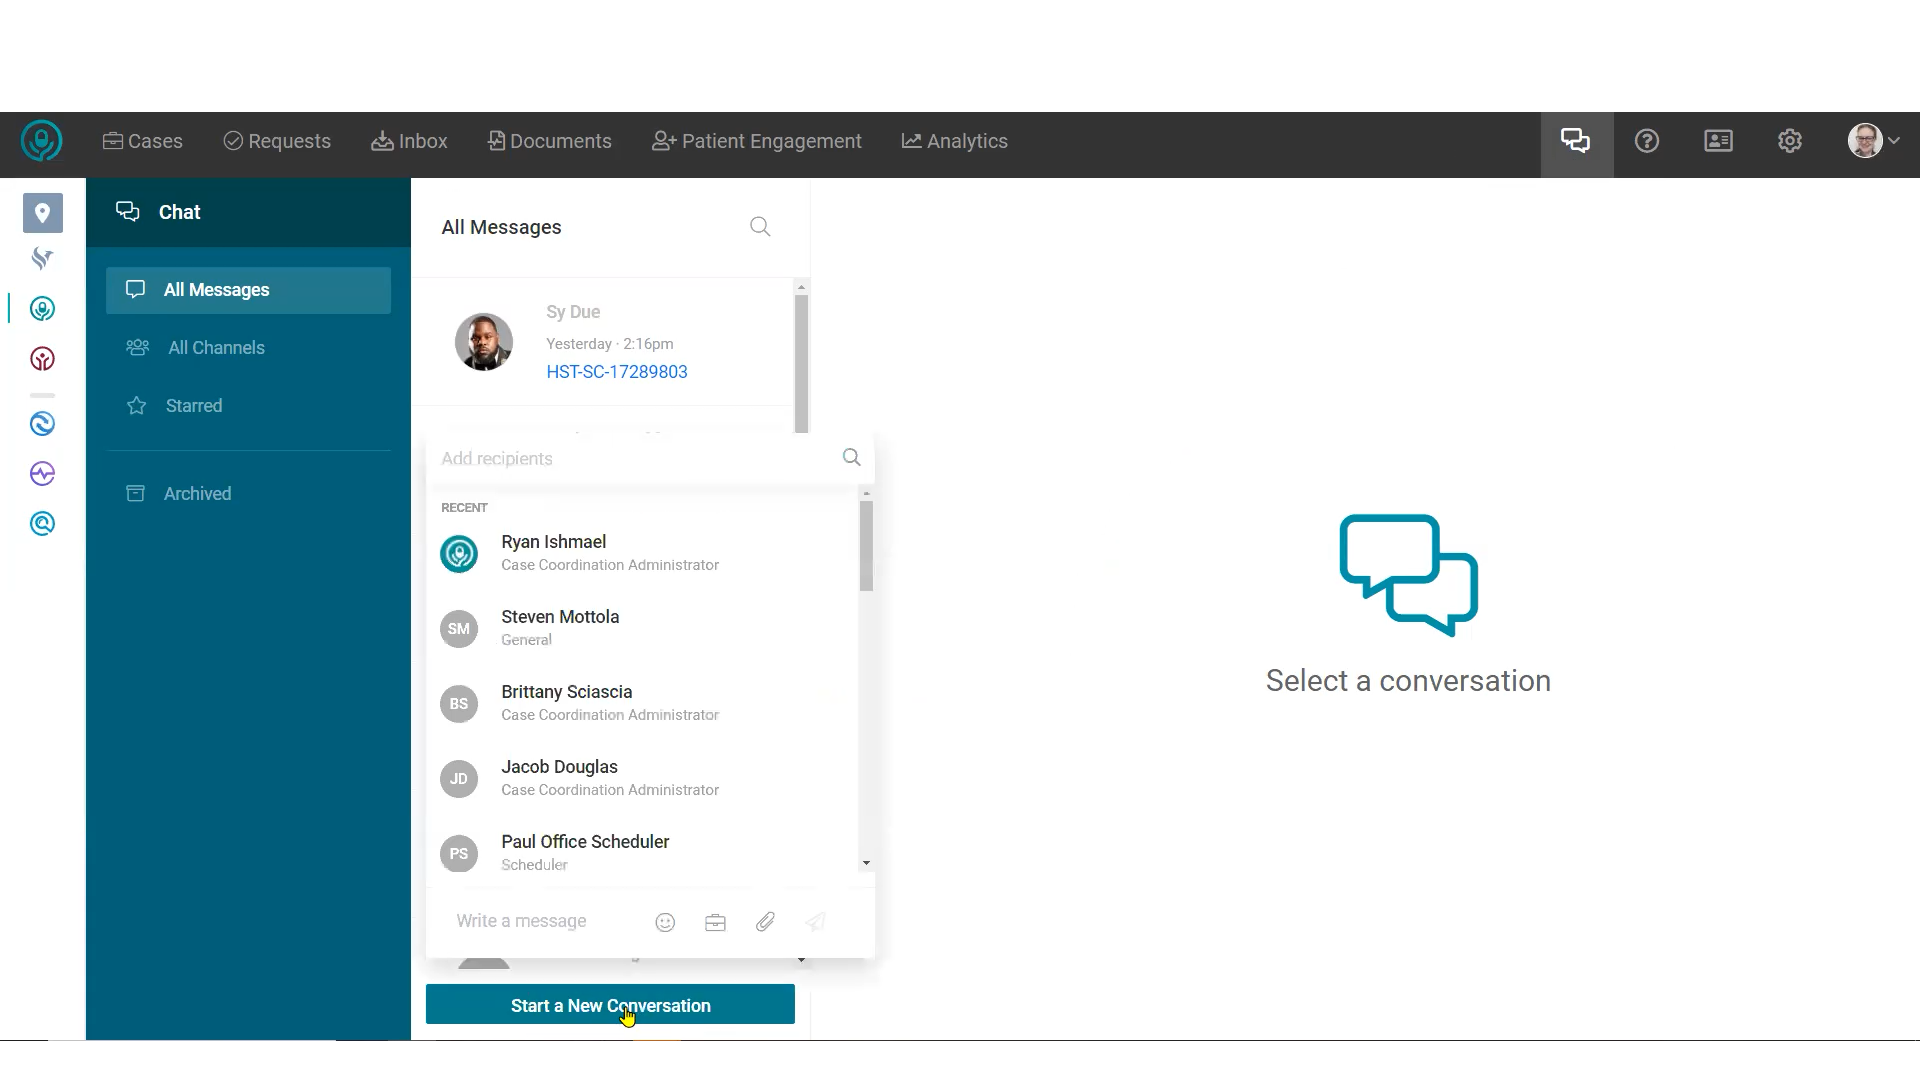 Cases
Requests
Inbox
Documents
Patient Engagement
Analytics
Chat
All Messages
All Channels
Starred
Archived
All Messages
Sy Due
Yesterday · 2:16pm
HST-SC-17289803
Add recipients
RECENT
Ryan Ishmael
Case Coordination Administrator
SM
Steven Mottola
General
BS
Brittany Sciascia
Case Coordination Administrator
JD
Jacob Douglas
Case Coordination Administrator
PS
Paul Office Scheduler
Scheduler
Write a message
Start a New Conversation
Select a conversation